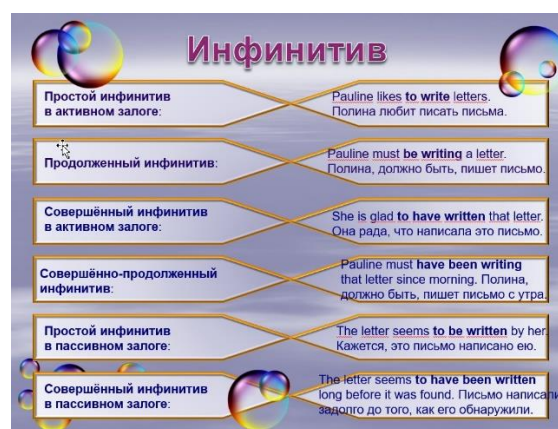 Инфинитив
Простой инфинитив
в активном залоге:
Pauline likes to write letters.
Полина любит писать письма.
Продолженный инфинитив:
Pauline must be writing a letter.
Полина, должно быть, пишет письмо.
Совершённый инфинитив
в активном залоге:
She is glad to have written that letter.
Она рада, что написала это письмо.
Совершённо-продолженный
инфинитив:
Pauline must have been writing
that letter since morning. Полина,
должно быть, пишет письмо с утра.
Простой инфинитив
в пассивном залоге:
The letter seems to be written by her.
Кажется, это письмо написано ею.
Совершённый инфинитив
в пассивном залоге:
The letter seems to have been written
long before it was found. Письмо написали
задолго до того, как его обнаружили.